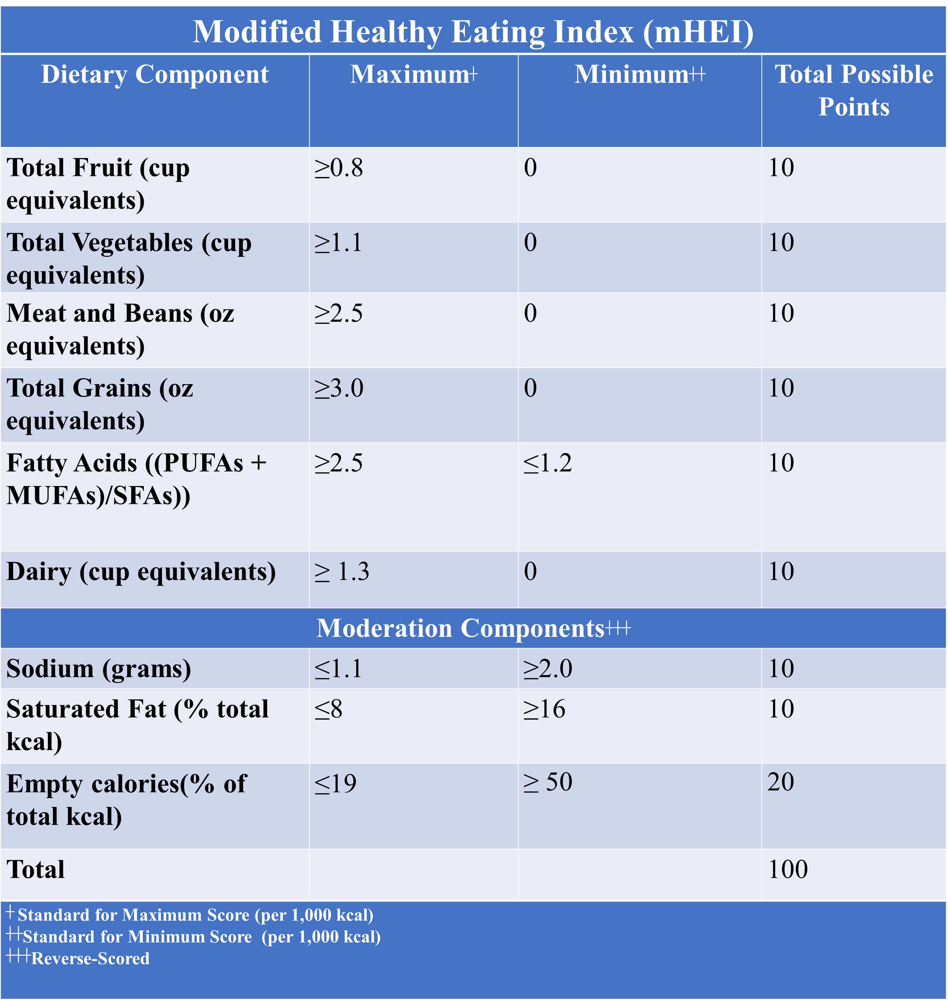 Modified Healthy Eating Index (mHEI)
Dietary Component Maximum┼ Minimum┼┼ Total Possible
Points
Total Fruit (cup ≥0.8 0 10
equivalents)
Total Vegetables (cup ≥1.1 0 10
equivalents)
Meat and Beans (oz ≥2.5 0 10
equivalents)
Total Grains (oz ≥3.0 0 10
equivalents)
Fatty Acids ((PUFAs + ≥2.5 ≤1.2 10
MUFAs)/SFAs))
Dairy (cup equivalents) ≥ 1.3 0 10
Moderation Components┼┼┼
Sodium (grams) ≤1.1 ≥2.0 10
Saturated Fat (% total ≤8 ≥16 10
kcal)
Empty calories(% of ≤19 ≥ 50 20
total kcal)
Total 100
┼ Standard for Maximum Score (per 1,000 kcal)
┼┼Standard for Minimum Score (per 1,000 kcal)
┼┼┼Reverse-Scored